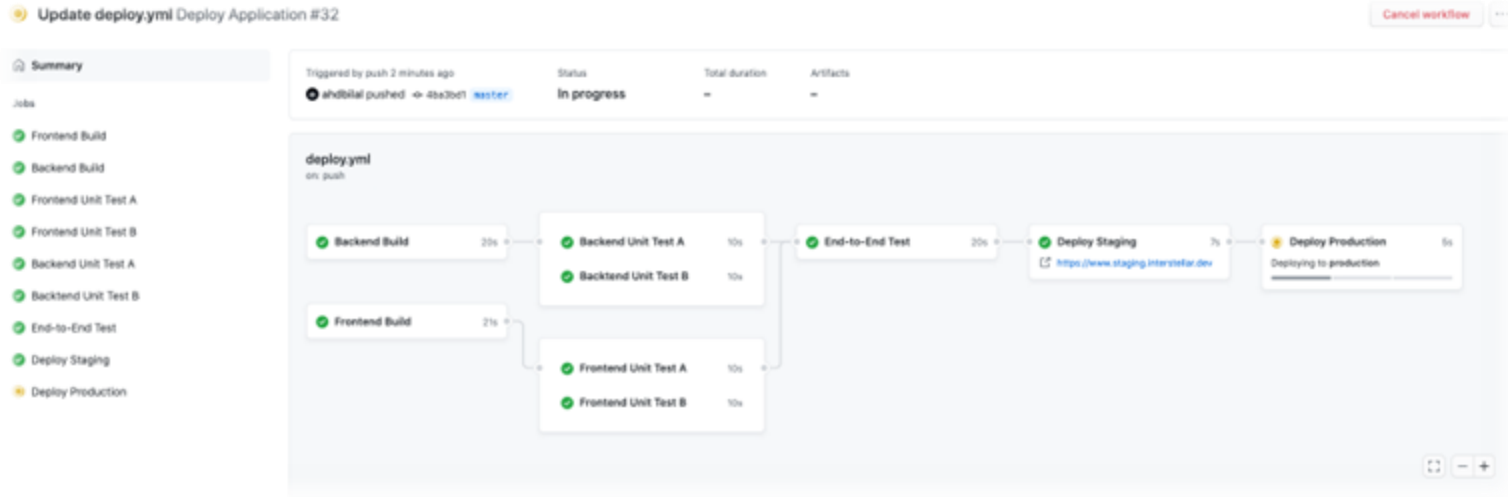 Update deploy.yml Deploy Application #32
Cancel workflow
Summary
Jobs
Frontend Build
Backend Build
Frontend Unit Test A
Frontend Unit Test B
Backend Unit Test A
Backtend Unit Test B
End-to-End Test
Deploy Staging
Deploy Production
Triggered by push 2 minutes ago
ahdbilal pushed 4ba3bd1 master
Status
In progress
Total duration
–
Artifacts
–
deploy.yml
on: push
Backend Build 20s
Frontend Build 21s
Backend Unit Test A 10s
Backtend Unit Test B 10s
Frontend Unit Test A 10s
Frontend Unit Test B 10s
End-to-End Test 20s
Deploy Staging 7s
https://www.staging.interstellar.dev
Deploy Production 5s
Deploying to production